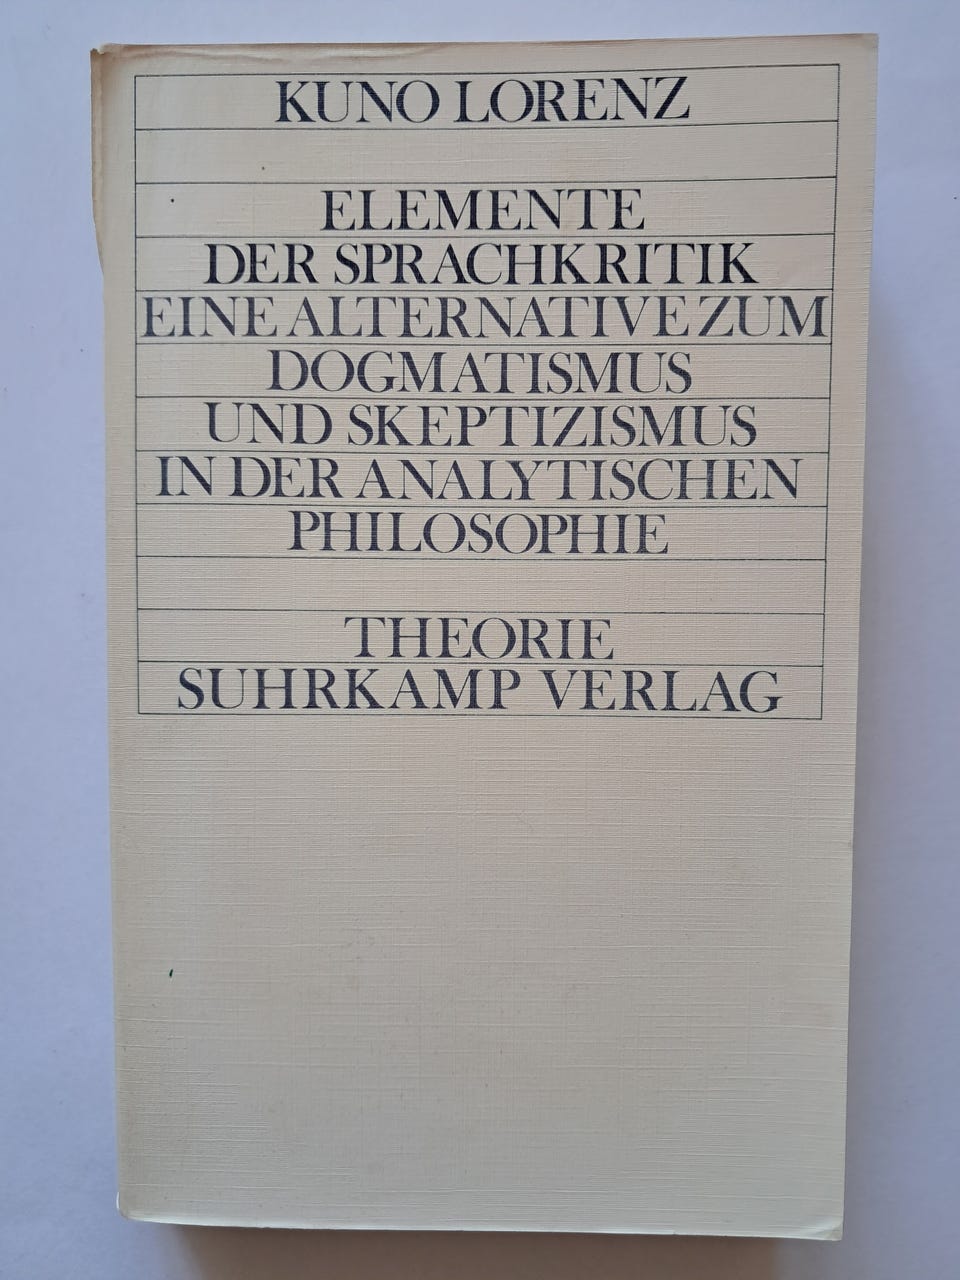 KUNO LORENZ
ELEMENTE
DER SPRACHKRITIK
EINE ALTERNATIVE ZUM
DOGMATISMUS
UND SKEPTIZISMUS
IN DER ANALYTISCHEN
PHILOSOPHIE
THEORIE
SUHRKAMP VERLAG